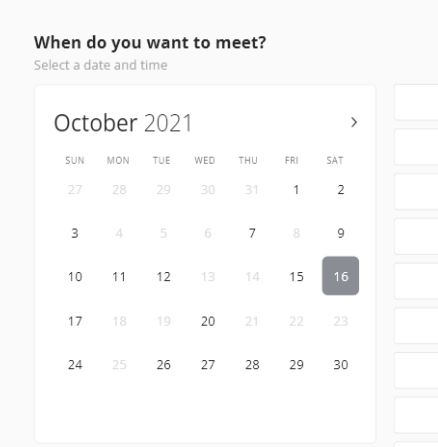 When do you want to meet?
Select a date and time
October 2021
SUN MON TUE WED THU FRI SAT
27 28 29 30 31 1 2
3 4 5 6 7 8 9
10 11 12 13 14 15 16
17 18 19 20 21 22 23
24 25 26 27 28 29 30